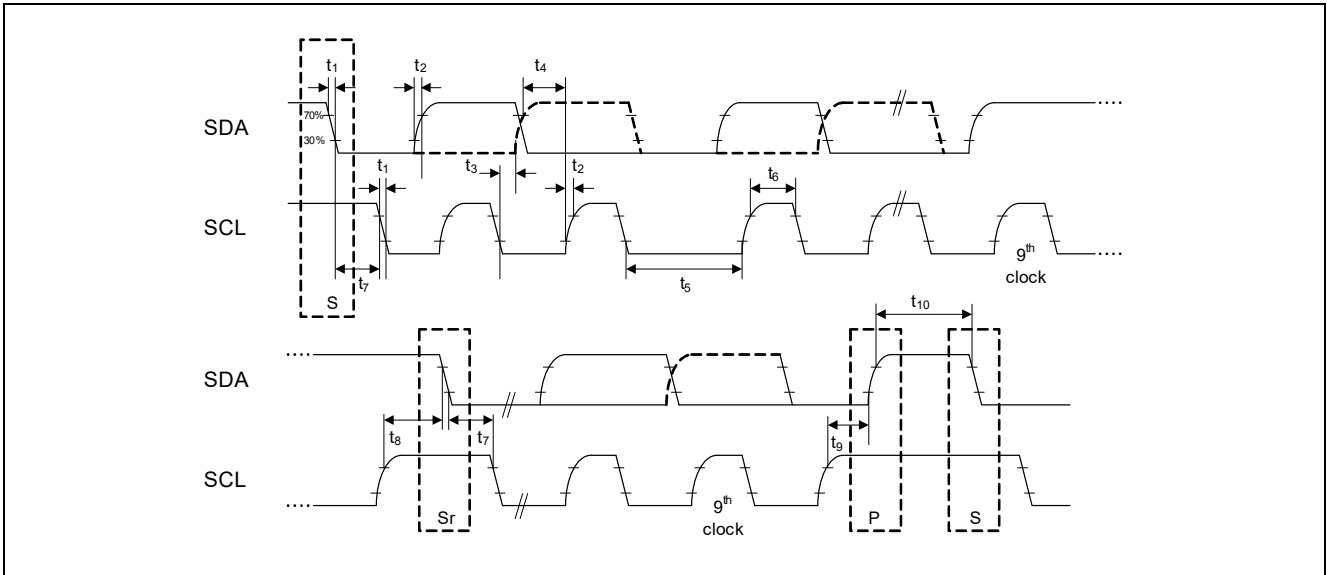 t1 t2 t4
70%
SDA
30%
t1 t3 t2 t6
SCL
9th
clock
t7 t5
S
t10
SDA
t8 t7 t9
SCL
9th
clock
Sr P S